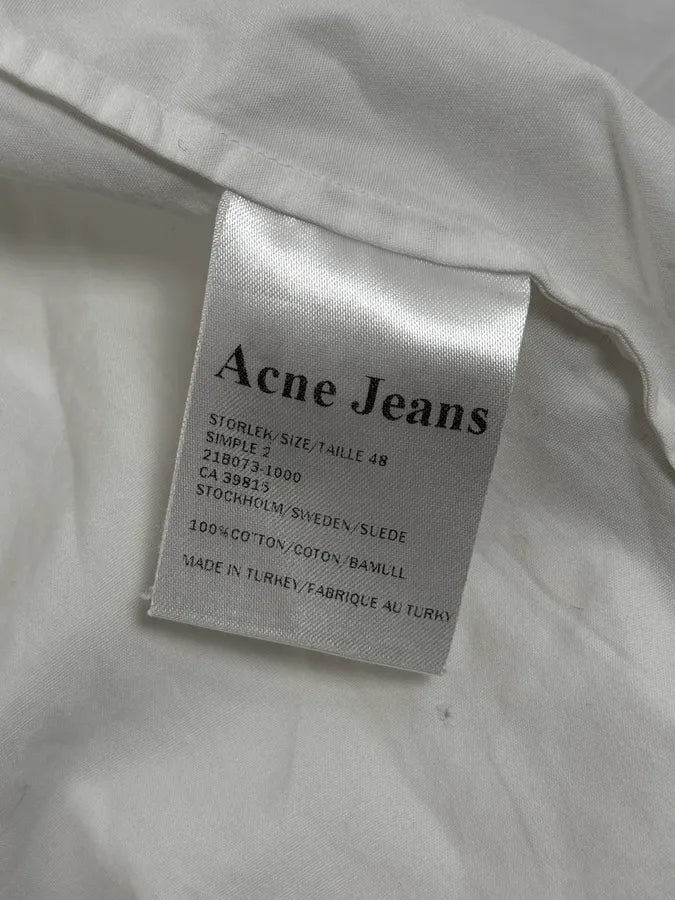 Acne Jeans
STORLEK/SIZE/TAILLE 48
SIMPLE 2
21B073-1000
CA 39815
STOCKHOLM/SWEDEN/SUEDE
100%COTTON/COTON/BAMULL
MADE IN TURKEY/FABRIQUE AU TURKY